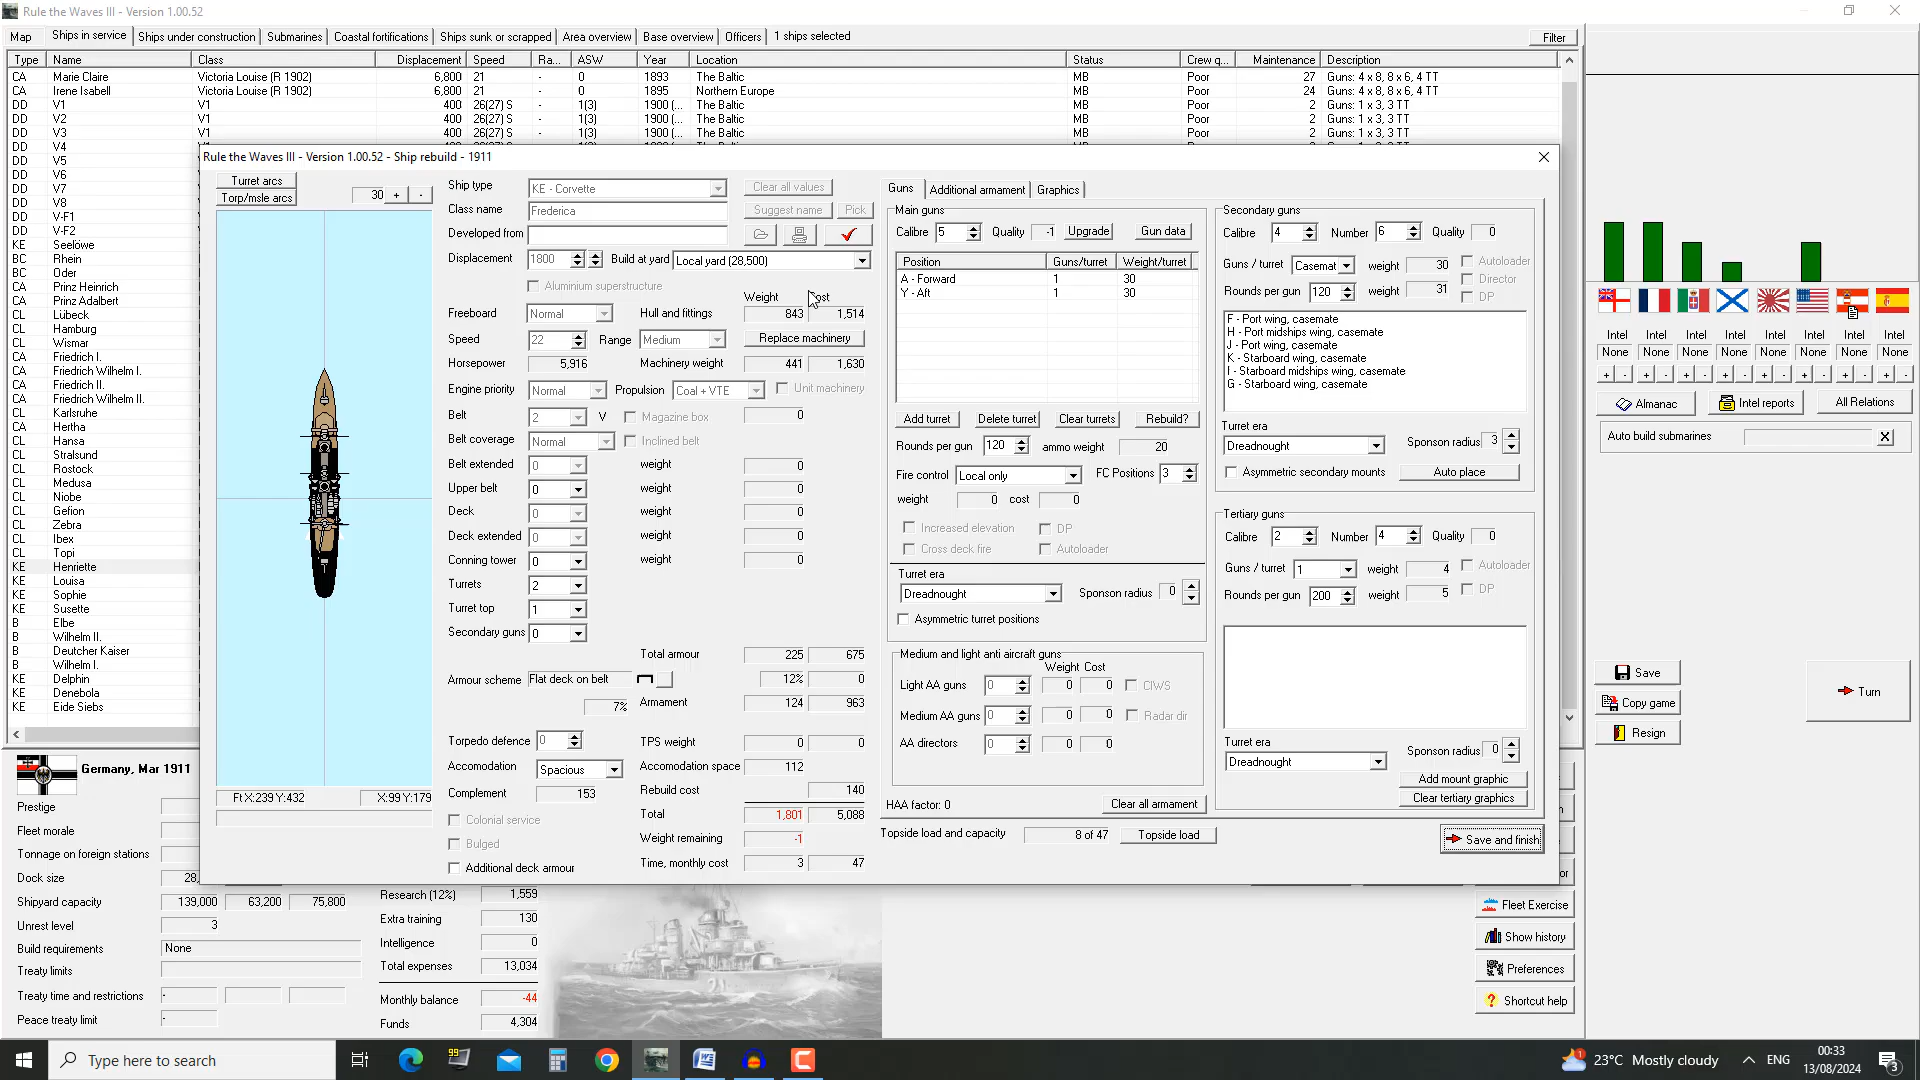 Rule the Waves III - Version 1.00.52
Map Ships in service Ships under construction Submarines Coastal fortifications Ships sunk or scrapped Area overview Base overview Officers 1 ships selected Filter
Type Name Class Displacement Speed Ra... ASW Year Location Status Crew q... Maintenance Description
CA Marie Claire Victoria Louise (R 1902) 6,800 21 - 0 1893 The Baltic MB Poor 27 Guns: 4 x 8, 8 x 6, 4 TT
CA Irene Isabell Victoria Louise (R 1902) 6,800 21 - 0 1895 Northern Europe MB Poor 24 Guns: 4 x 8, 8 x 6, 4 TT
DD V1 V1 400 26(27) S - 1(3) 1900 (... The Baltic MB Poor 2 Guns: 1 x 3, 3 TT
DD V2 V1 400 26(27) S - 1(3) 1900 (... The Baltic MB Poor 2 Guns: 1 x 3, 3 TT
DD V3 V1 400 26(27) S - 1(3) 1900 (... The Baltic MB Poor 2 Guns: 1 x 3, 3 TT
DD V4
DD V5
DD V6
DD V7
DD V8
DD V-F1
DD V-F2
KE Seelöwe
BC Rhein
BC Oder
CA Prinz Heinrich
CA Prinz Adalbert
CL Lübeck
CL Hamburg
CL Wismar
CA Friedrich I.
CA Friedrich Wilhelm I.
CA Friedrich II.
CA Friedrich Wilhelm II.
CL Karlsruhe
CA Hertha
CL Hansa
CL Stralsund
CL Rostock
CL Medusa
CL Niobe
CL Gefion
CL Zebra
CL Ibex
CL Topi
KE Henriette
KE Louisa
KE Sophie
KE Susette
B Elbe
B Wilhelm II.
B Deutcher Kaiser
B Wilhelm I.
KE Delphin
KE Denebola
KE Eide Siebs
Rule the Waves III - Version 1.00.52 - Ship rebuild - 1911
Turret arcs
Torp/msle arcs
30 + -
Ft X:239 Y:432 X:99 Y:179
Ship type KE - Corvette Clear all values
Class name Frederica Suggest name Pick
Developed from
Displacement 1800 Build at yard Local yard (28,500)
Aluminium superstructure
Weight Cost
Freeboard Normal Hull and fittings 843 1,514
Speed 22 Range Medium Replace machinery
Horsepower 5,916 Machinery weight 441 1,630
Engine priority Normal Propulsion Coal + VTE Unit machinery
Belt 2 V Magazine box 0
Belt coverage Normal Inclined belt
Belt extended 0 weight 0
Upper belt 0 weight 0
Deck 0 weight 0
Deck extended 0 weight 0
Conning tower 0 weight 0
Turrets 2
Turret top 1
Secondary guns 0
Total armour 225 675
Armour scheme Flat deck on belt 12% 0
7% Armament 124 963
Torpedo defence 0 TPS weight 0 0
Accomodation Spacious Accomodation space 112
Complement 153 Rebuild cost 140
Colonial service Total 1,801 5,088
Bulged Weight remaining -1
Additional deck armour Time, monthly cost 3 47
Guns Additional armament Graphics
Main guns
Calibre 5 Quality -1 Upgrade Gun data
Position Guns/turret Weight/turret
A - Forward 1 30
Y - Aft 1 30
Add turret Delete turret Clear turrets Rebuild?
Rounds per gun 120 ammo weight 20
Fire control Local only FC Positions 3
weight 0 cost 0
Increased elevation DP
Cross deck fire Autoloader
Turret era
Dreadnought Sponson radius 0
Asymmetric turret positions
Medium and light anti aircraft guns
Weight Cost
Light AA guns 0 0 0 CIWS
Medium AA guns 0 0 0 Radar dir
AA directors 0 0 0
HAA factor: 0 Clear all armament
Topside load and capacity 8 of 47 Topside load
Secondary guns
Calibre 4 Number 6 Quality 0
Guns / turret Casemat weight 30 Autoloader
Director
Rounds per gun 120 weight 31 DP
F - Port wing, casemate
H - Port midships wing, casemate
J - Port wing, casemate
K - Starboard wing, casemate
I - Starboard midships wing, casemate
G - Starboard wing, casemate
Turret era
Dreadnought Sponson radius 3
Asymmetric secondary mounts Auto place
Tertiary guns
Calibre 2 Number 4 Quality 0
Guns / turret 1 weight 4 Autoloader
Rounds per gun 200 weight 5 DP
Turret era
Dreadnought Sponson radius 0
Add mount graphic
Clear tertiary graphics
Save and finish
Intel Intel Intel Intel Intel Intel Intel Intel
None None None None None None None None
+ - + - + - + - + - + - + - + -
Almanac Intel reports All Relations
Auto build submarines X
Save
Copy game
Resign
Turn
Germany, Mar 1911
Prestige
Fleet morale
Tonnage on foreign stations
Dock size 28,
Shipyard capacity 139,000 63,200 75,800
Unrest level 3
Build requirements None
Treaty limits
Treaty time and restrictions - 
Peace treaty limit -
Research (12%) 1,559
Extra training 130
Intelligence 0
Total expenses 13,034
Monthly balance -44
Funds 4,304
or
Fleet Exercise
Show history
Preferences
Shortcut help
Type here to search
99
23°C Mostly cloudy ENG 00:33
13/08/2024 3